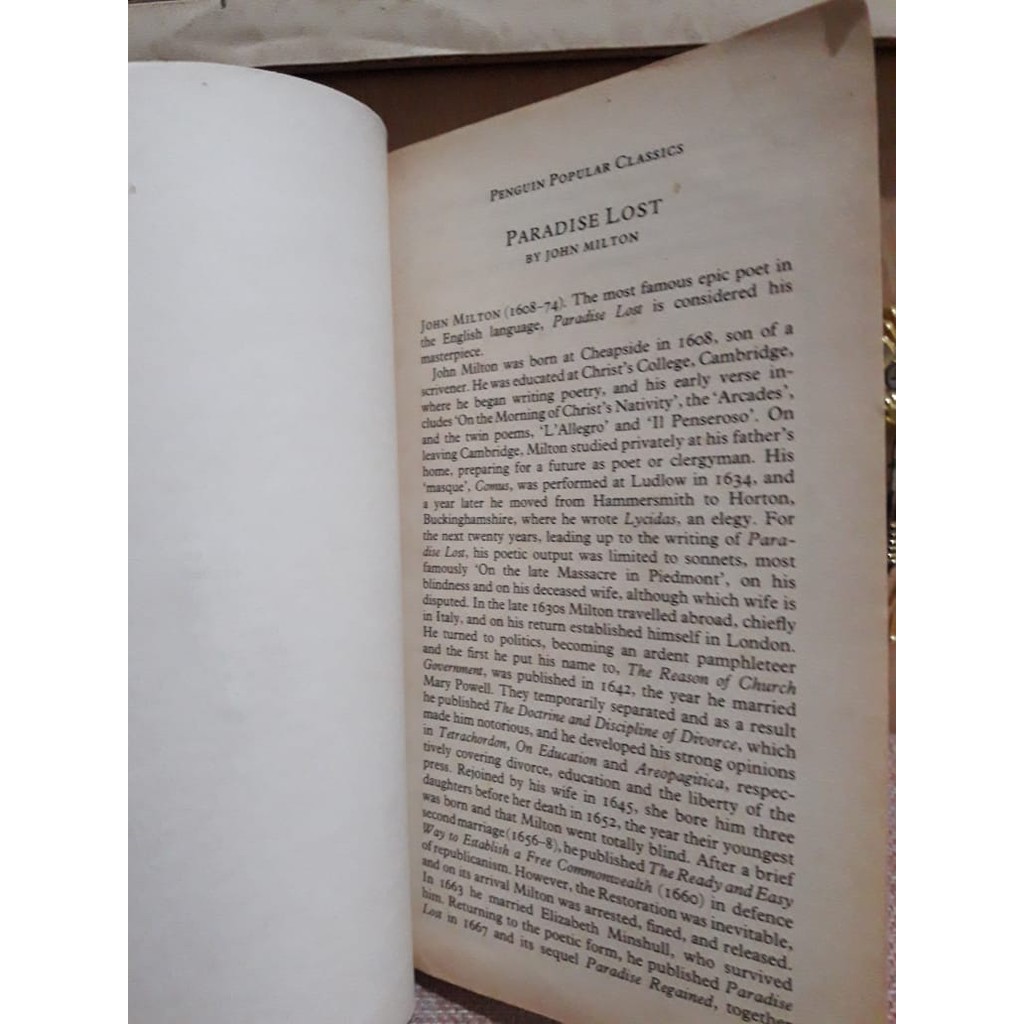 PENGUIN POPULAR CLASSICS
PARADISE LOST
BY JOHN MILTON
JOHN MILTON (1608–74). The most famous epic poet in
the English language, Paradise Lost is considered his
masterpiece.
John Milton was born at Cheapside in 1608, son of a
scrivener. He was educated at Christ's College, Cambridge,
where he began writing poetry, and his early verse in-
cludes 'On the Morning of Christ's Nativity', the 'Arcades',
and the twin poems, 'L'Allegro' and 'Il Penseroso'. On
leaving Cambridge, Milton studied privately at his father's
home, preparing for a future as poet or clergyman. His
'masque', Comus, was performed at Ludlow in 1634, and
a year later he moved from Hammersmith to Horton,
Buckinghamshire, where he wrote Lycidas, an elegy. For
the next twenty years, leading up to the writing of Para-
dise Lost, his poetic output was limited to sonnets, most
famously 'On the late Massacre in Piedmont', on his
blindness and on his deceased wife, although which wife is
disputed. In the late 1630s Milton travelled abroad, chiefly
in Italy, and on his return established himself in London.
He turned to politics, becoming an ardent pamphleteer
and the first he put his name to, The Reason of Church
Government, was published in 1642, the year he married
Mary Powell. They temporarily separated and as a result
he published The Doctrine and Discipline of Divorce, which
made him notorious, and he developed his strong opinions
in Tetrachordon, On Education and Areopagitica, respec-
tively covering divorce, education and the liberty of the
press. Rejoined by his wife in 1645, she bore him three
daughters before her death in 1652, the year their youngest
was born and that Milton went totally blind. After a brief
second marriage (1656–8), he published The Ready and Easy
Way to Establish a Free Commonwealth (1660) in defence
of republicanism. However, the Restoration was inevitable,
and on its arrival Milton was arrested, fined, and released.
In 1663 he married Elizabeth Minshull, who survived
him. Returning to the poetic form, he published Paradise
Lost in 1667 and its sequel Paradise Regained, together